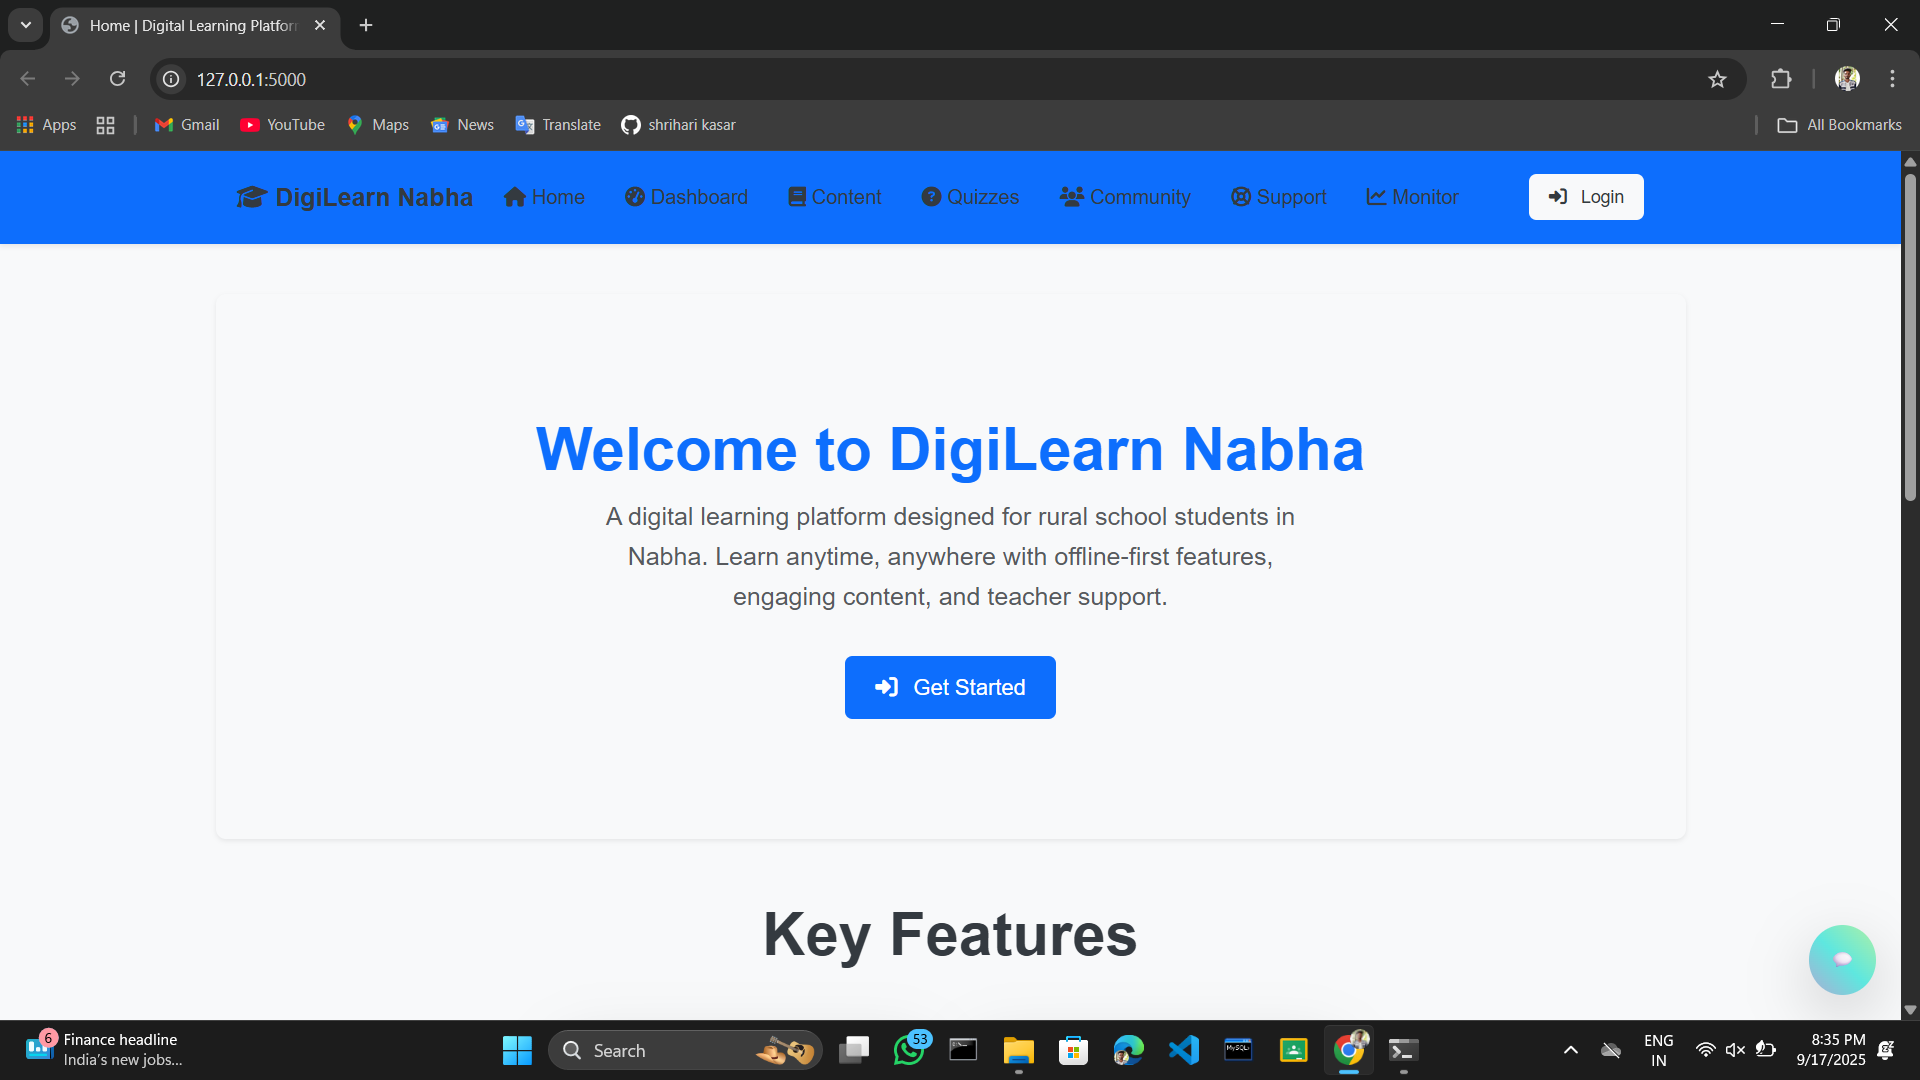 Home | Digital Learning Platfor
127.0.0.1:5000
Apps
Gmail
YouTube
Maps
News
Translate
shrihari kasar
All Bookmarks
DigiLearn Nabha
Home
Dashboard
Content
Quizzes
Community
Support
Monitor
Login
Welcome to DigiLearn Nabha
A digital learning platform designed for rural school students in
Nabha. Learn anytime, anywhere with offline-first features,
engaging content, and teacher support.
Get Started
Key Features
6
Finance headline
India's new jobs...
Search
53
MySQL
ENG
IN
8:35 PM
9/17/2025